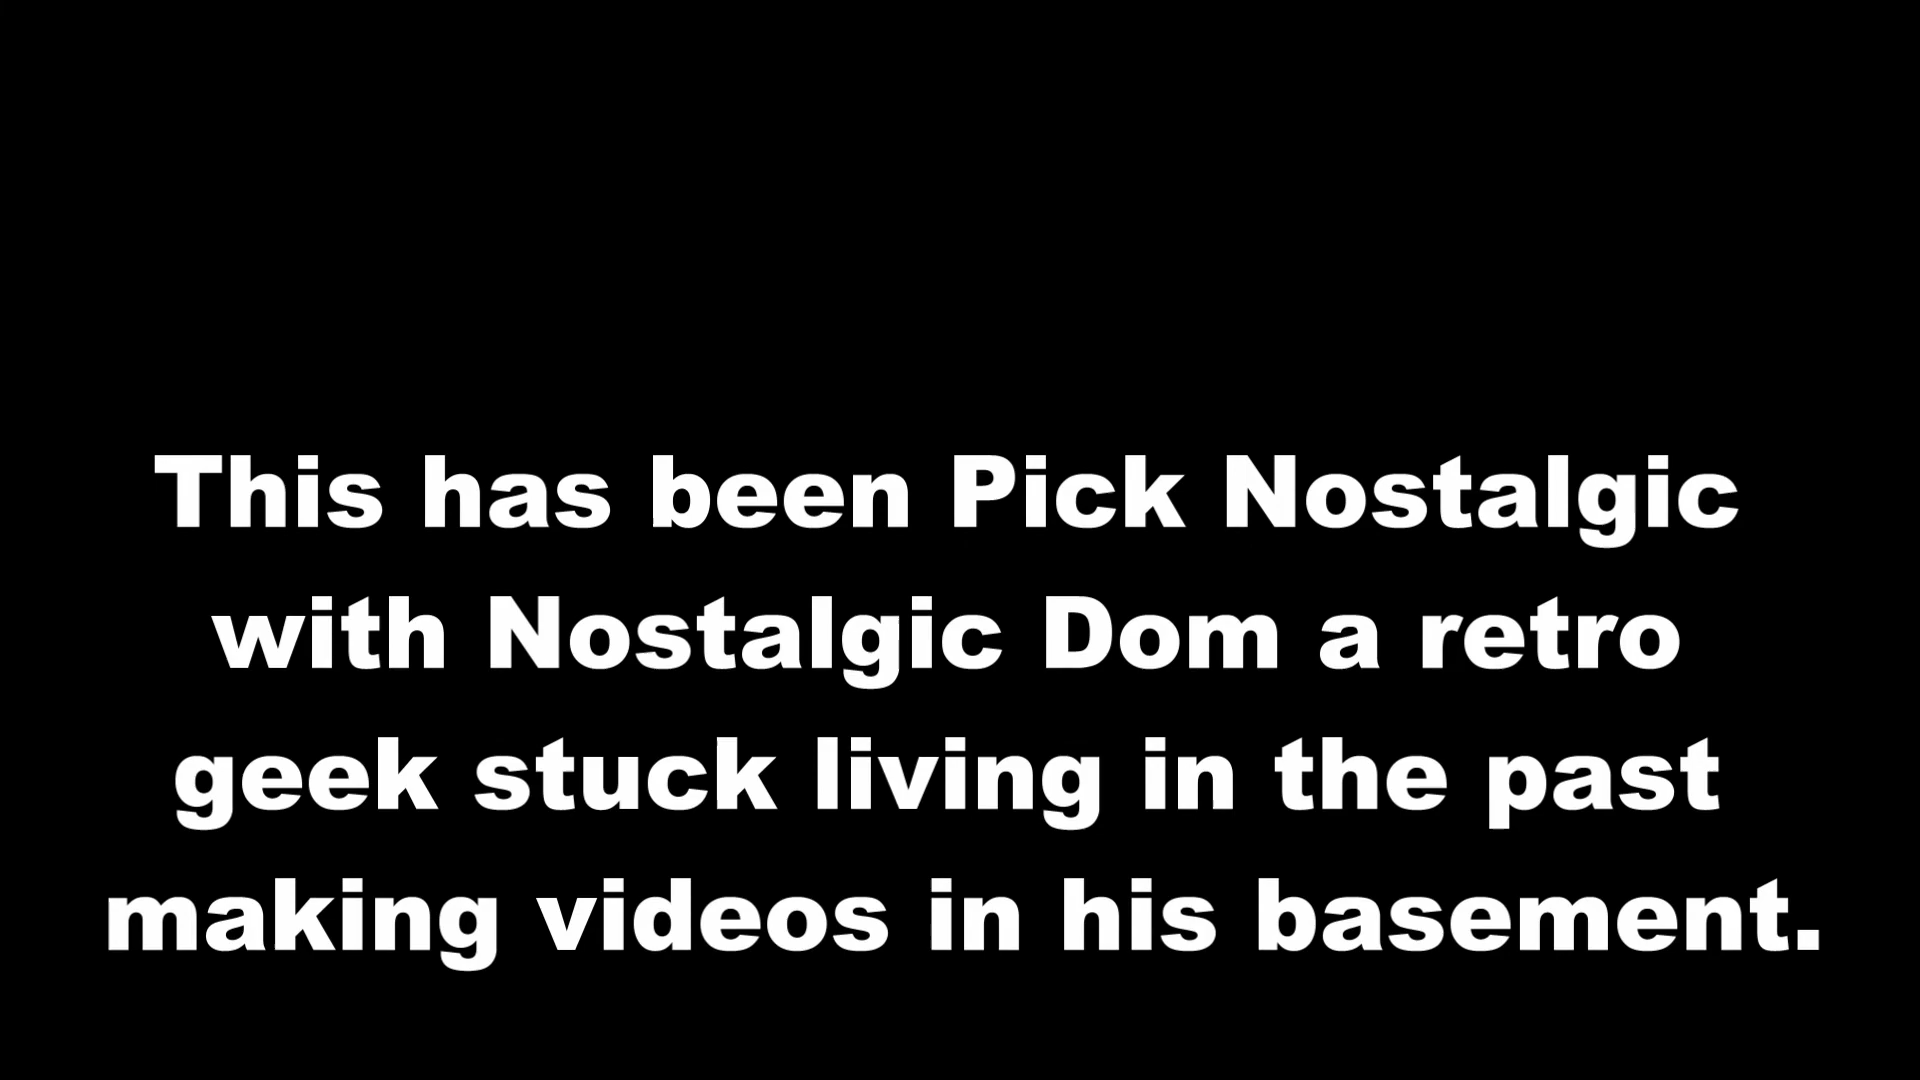 This has been Pick Nostalgic
with Nostalgic Dom a retro
geek stuck living in the past
making videos in his basement.